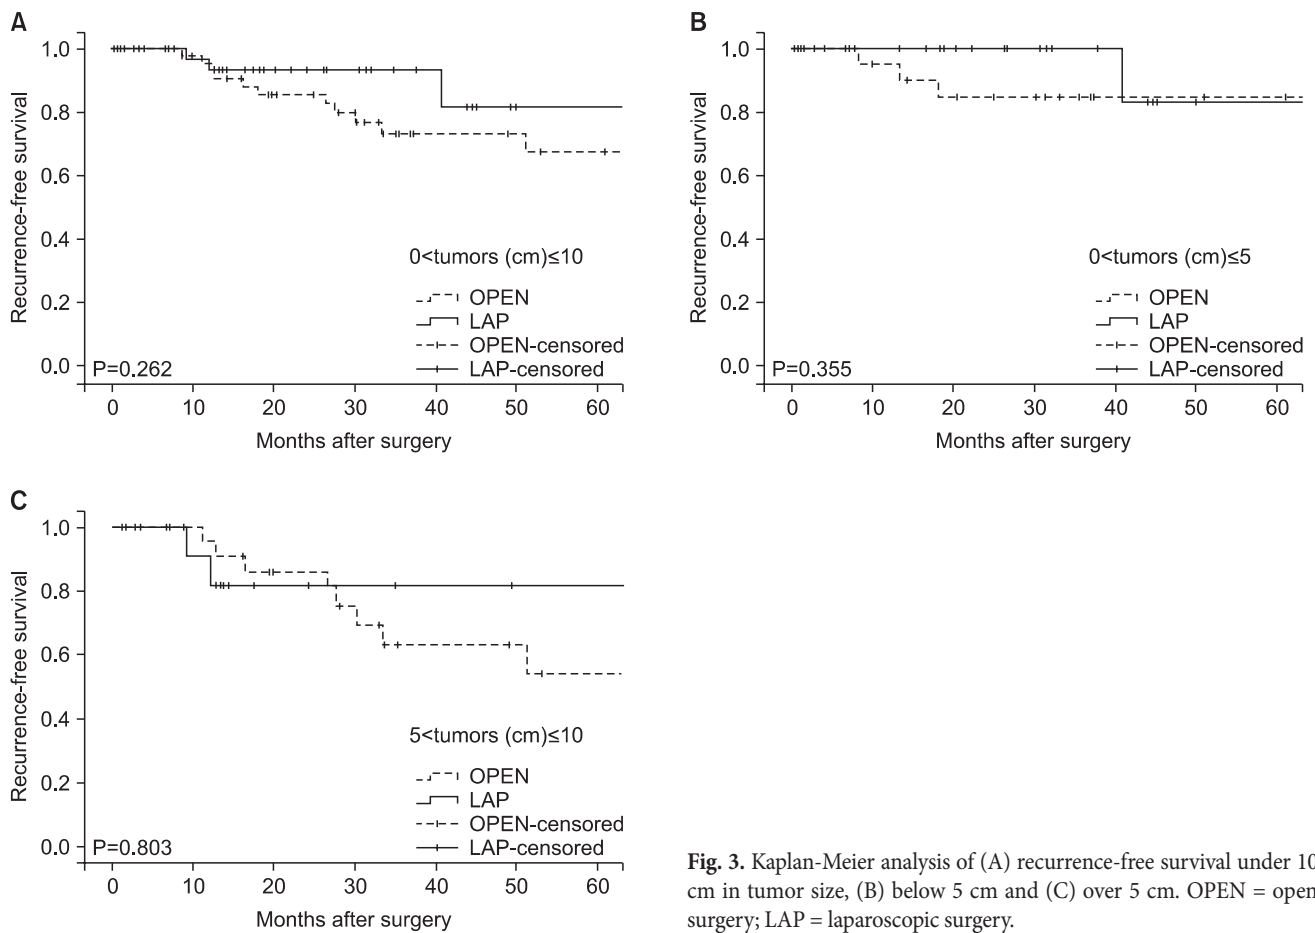 A
Recurrence-free survival
1.0
0.8
0.6
0.4
0.2
0.0
0<tumors (cm)≤10
OPEN
LAP
OPEN-censored
LAP-censored
P=0.262
0 10 20 30 40 50 60
Months after surgery
B
Recurrence-free survival
1.0
0.8
0.6
0.4
0.2
0.0
0<tumors (cm)≤5
OPEN
LAP
OPEN-censored
LAP-censored
P=0.355
0 10 20 30 40 50 60
Months after surgery
C
Recurrence-free survival
1.0
0.8
0.6
0.4
0.2
0.0
5<tumors (cm)≤10
OPEN
LAP
OPEN-censored
LAP-censored
P=0.803
0 10 20 30 40 50 60
Months after surgery
Fig. 3. Kaplan-Meier analysis of (A) recurrence-free survival under 10
cm in tumor size, (B) below 5 cm and (C) over 5 cm. OPEN = open
surgery; LAP = laparoscopic surgery.